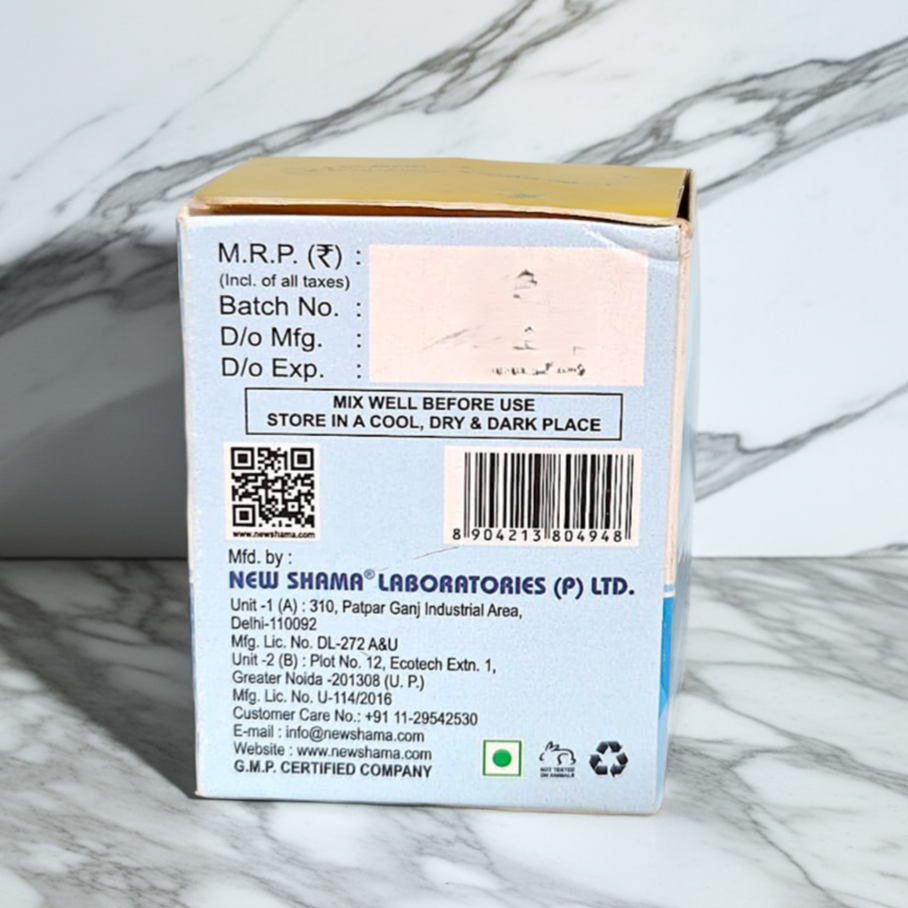 M.R.P. (₹) :
(Incl. of all taxes)
Batch No. :
D/o Mfg. :
D/o Exp. :
MIX WELL BEFORE USE
STORE IN A COOL, DRY & DARK PLACE
www.newshama.com
8 904213 804948
Mfd. by :
NEW SHAMA® LABORATORIES (P) LTD.
Unit -1 (A) : 310, Patpar Ganj Industrial Area,
Delhi-110092
Mfg. Lic. No. DL-272 A&U
Unit -2 (B) : Plot No. 12, Ecotech Extn. 1,
Greater Noida -201308 (U. P.)
Mfg. Lic. No. U-114/2016
Customer Care No.: +91 11-29542530
E-mail : info@newshama.com
Website : www.newshama.com
G.M.P. CERTIFIED COMPANY
NOT TESTED
ON ANIMALS